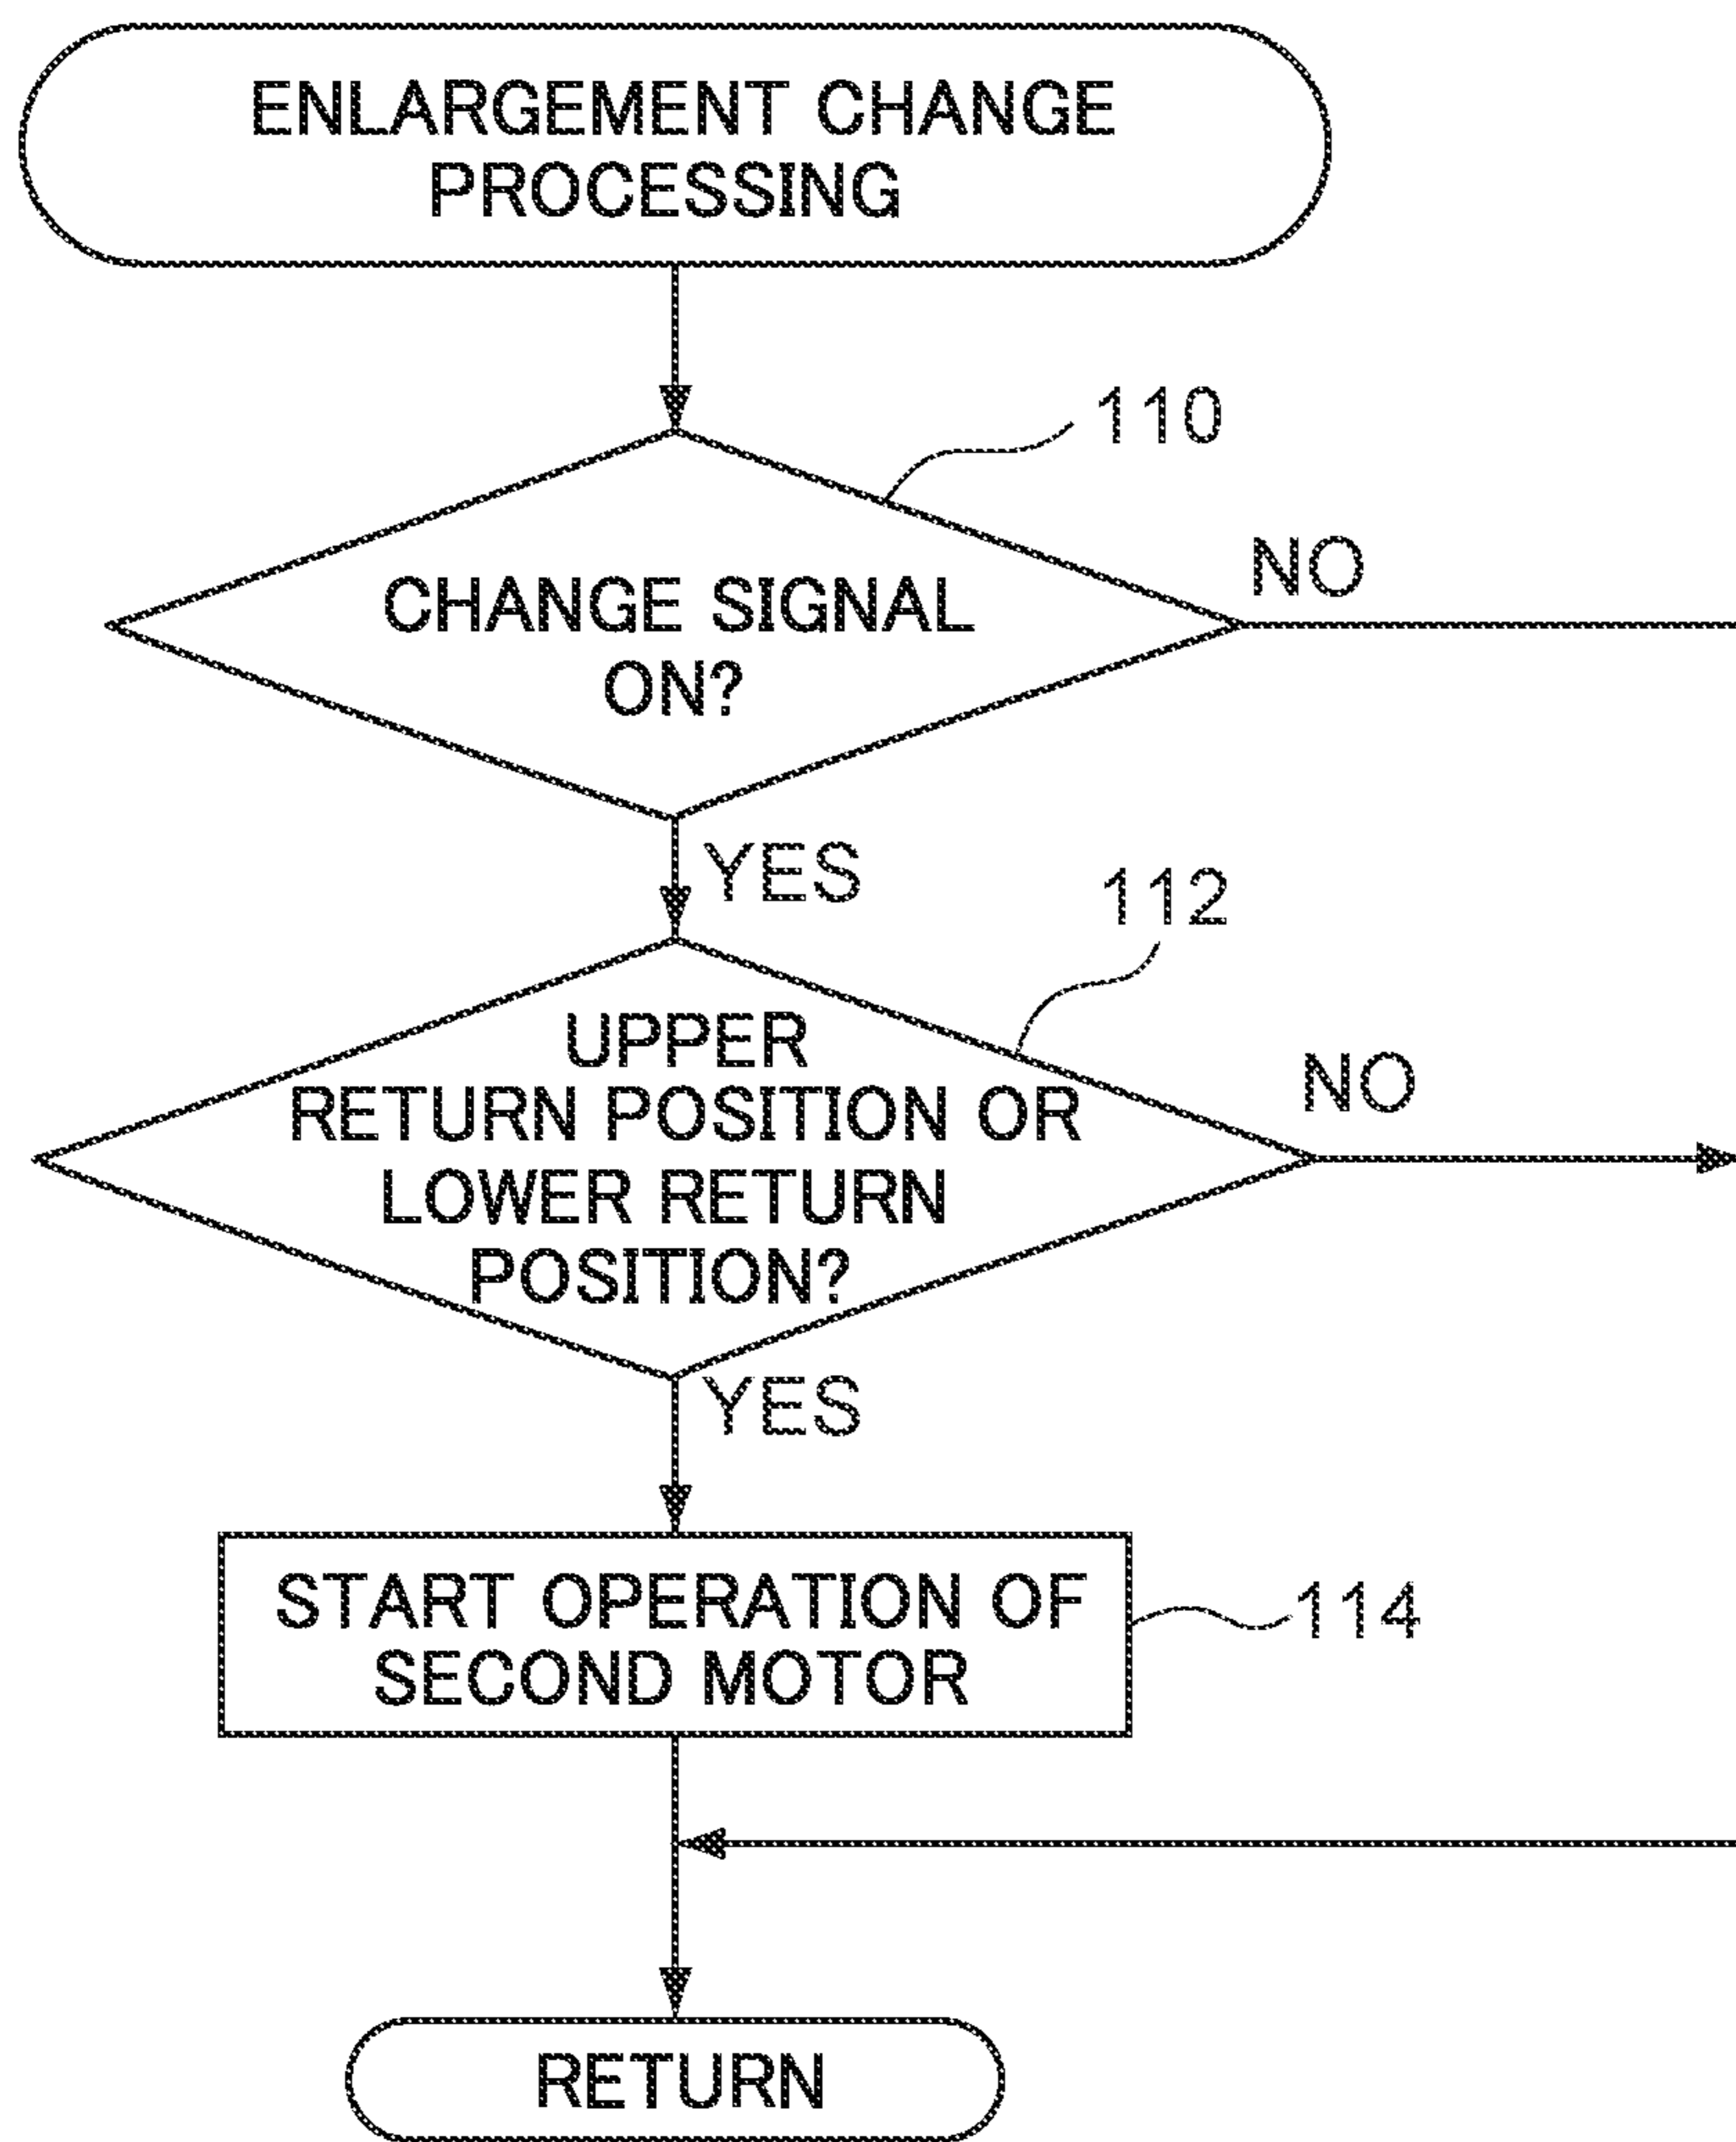 ENLARGEMENT CHANGE
PROCESSING
110
CHANGE SIGNAL
ON?
NO
YES
112
UPPER
RETURN POSITION OR
LOWER RETURN
POSITION?
NO
YES
START OPERATION OF
SECOND MOTOR
114
RETURN